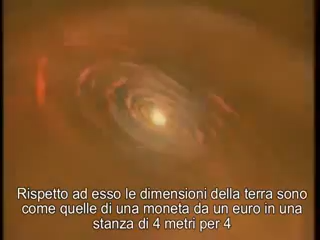 Rispetto ad esso le dimensioni della terra sono
come quelle di una moneta da un euro in una
stanza di 4 metri per 4